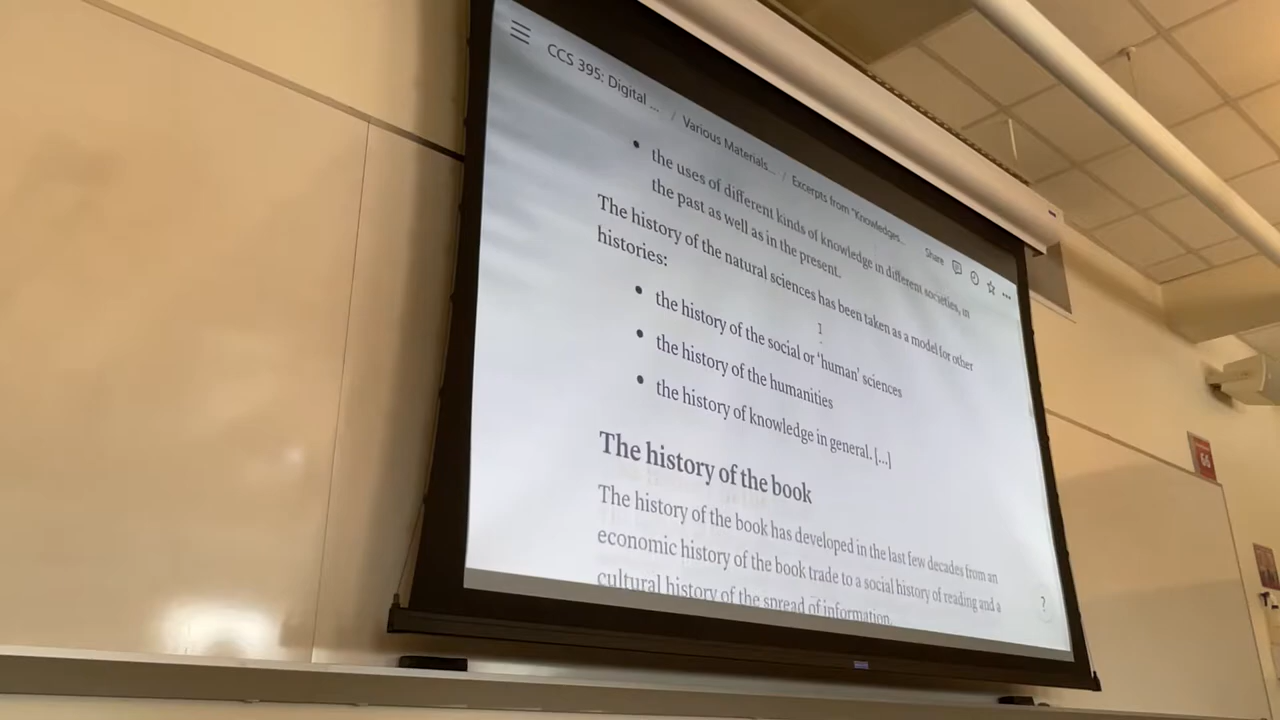 CCS 395: Digital ... / Various Materials... / Excerpts from "Knowledges... Share
• the uses of different kinds of knowledge in different societies, in
the past as well as in the present.
The history of the natural sciences has been taken as a model for other
histories:
• the history of the social or 'human' sciences
• the history of the humanities
• the history of knowledge in general. [...]
The history of the book
The history of the book has developed in the last few decades from an
economic history of the book trade to a social history of reading and a
cultural history of the spread of information.
?